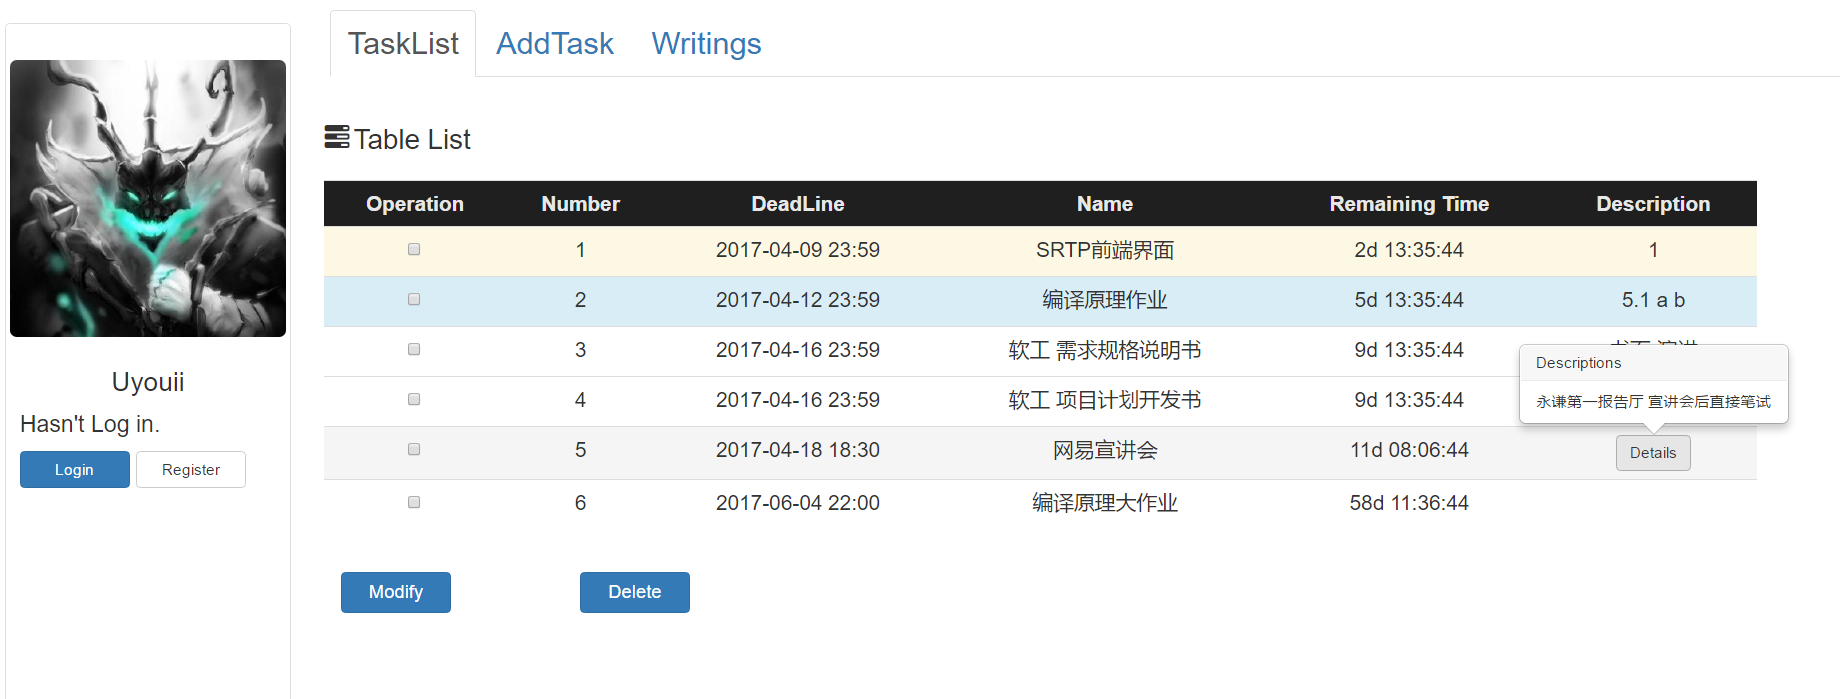 TaskList AddTask Writings
Table List
Operation Number DeadLine Name Remaining Time Description
1 2017-04-09 23:59 SRTP前端界面 2d 13:35:44 1
2 2017-04-12 23:59 编译原理作业 5d 13:35:44 5.1 a b
3 2017-04-16 23:59 软工 需求规格说明书 9d 13:35:44
4 2017-04-16 23:59 软工 项目计划开发书 9d 13:35:44
Descriptions
永谦第一报告厅 宣讲会后直接笔试
5 2017-04-18 18:30 网易宣讲会 11d 08:06:44 Details
6 2017-06-04 22:00 编译原理大作业 58d 11:36:44
Modify Delete
Uyouii
Hasn't Log in.
Login Register